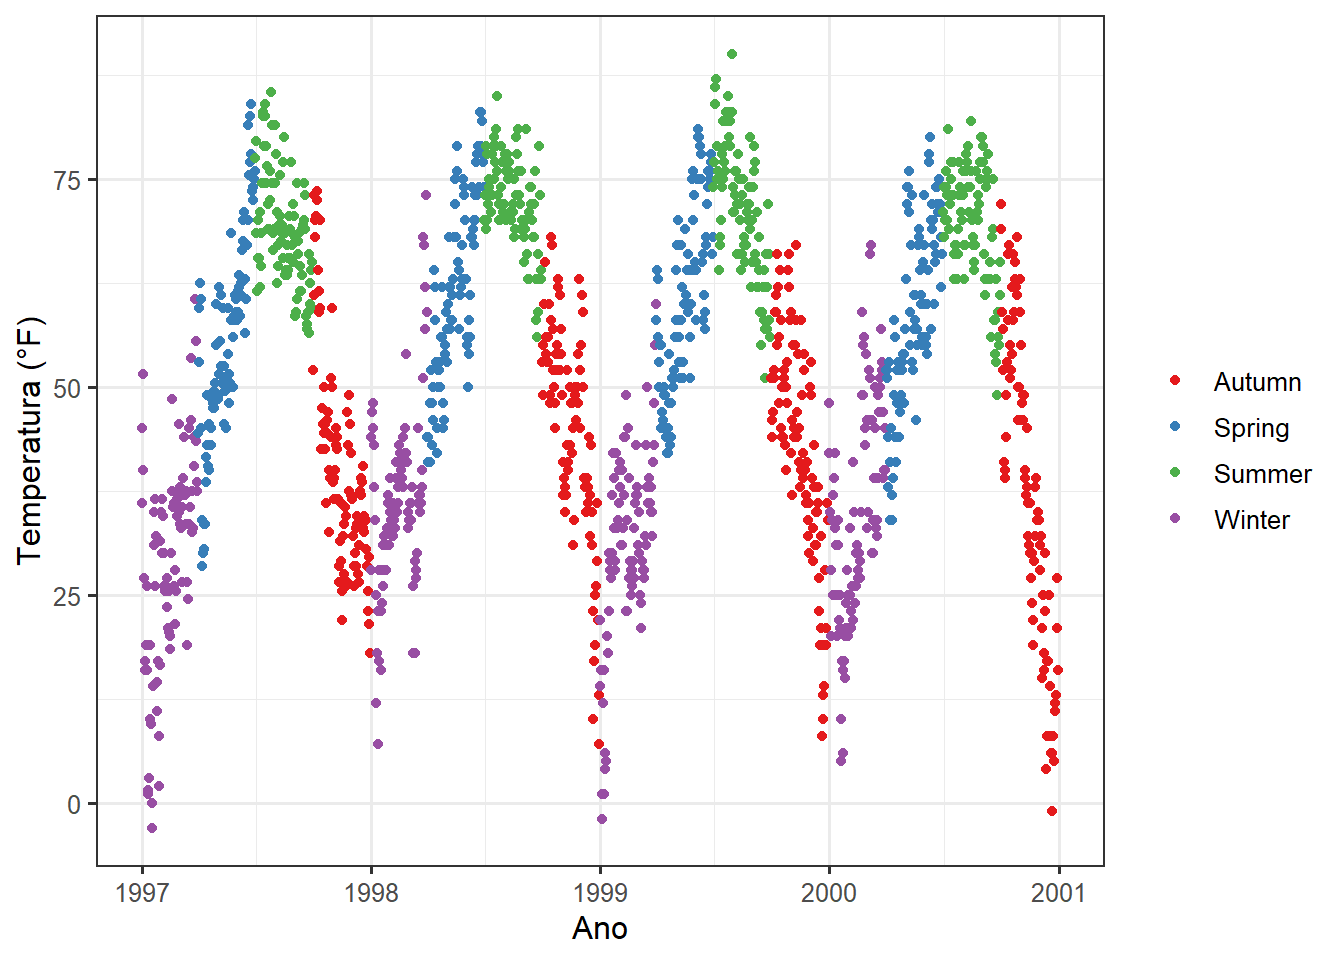 Temperatura (°F)
75
50
25
0
1997 1998 1999 2000 2001
Ano
Autumn
Spring
Summer
Winter